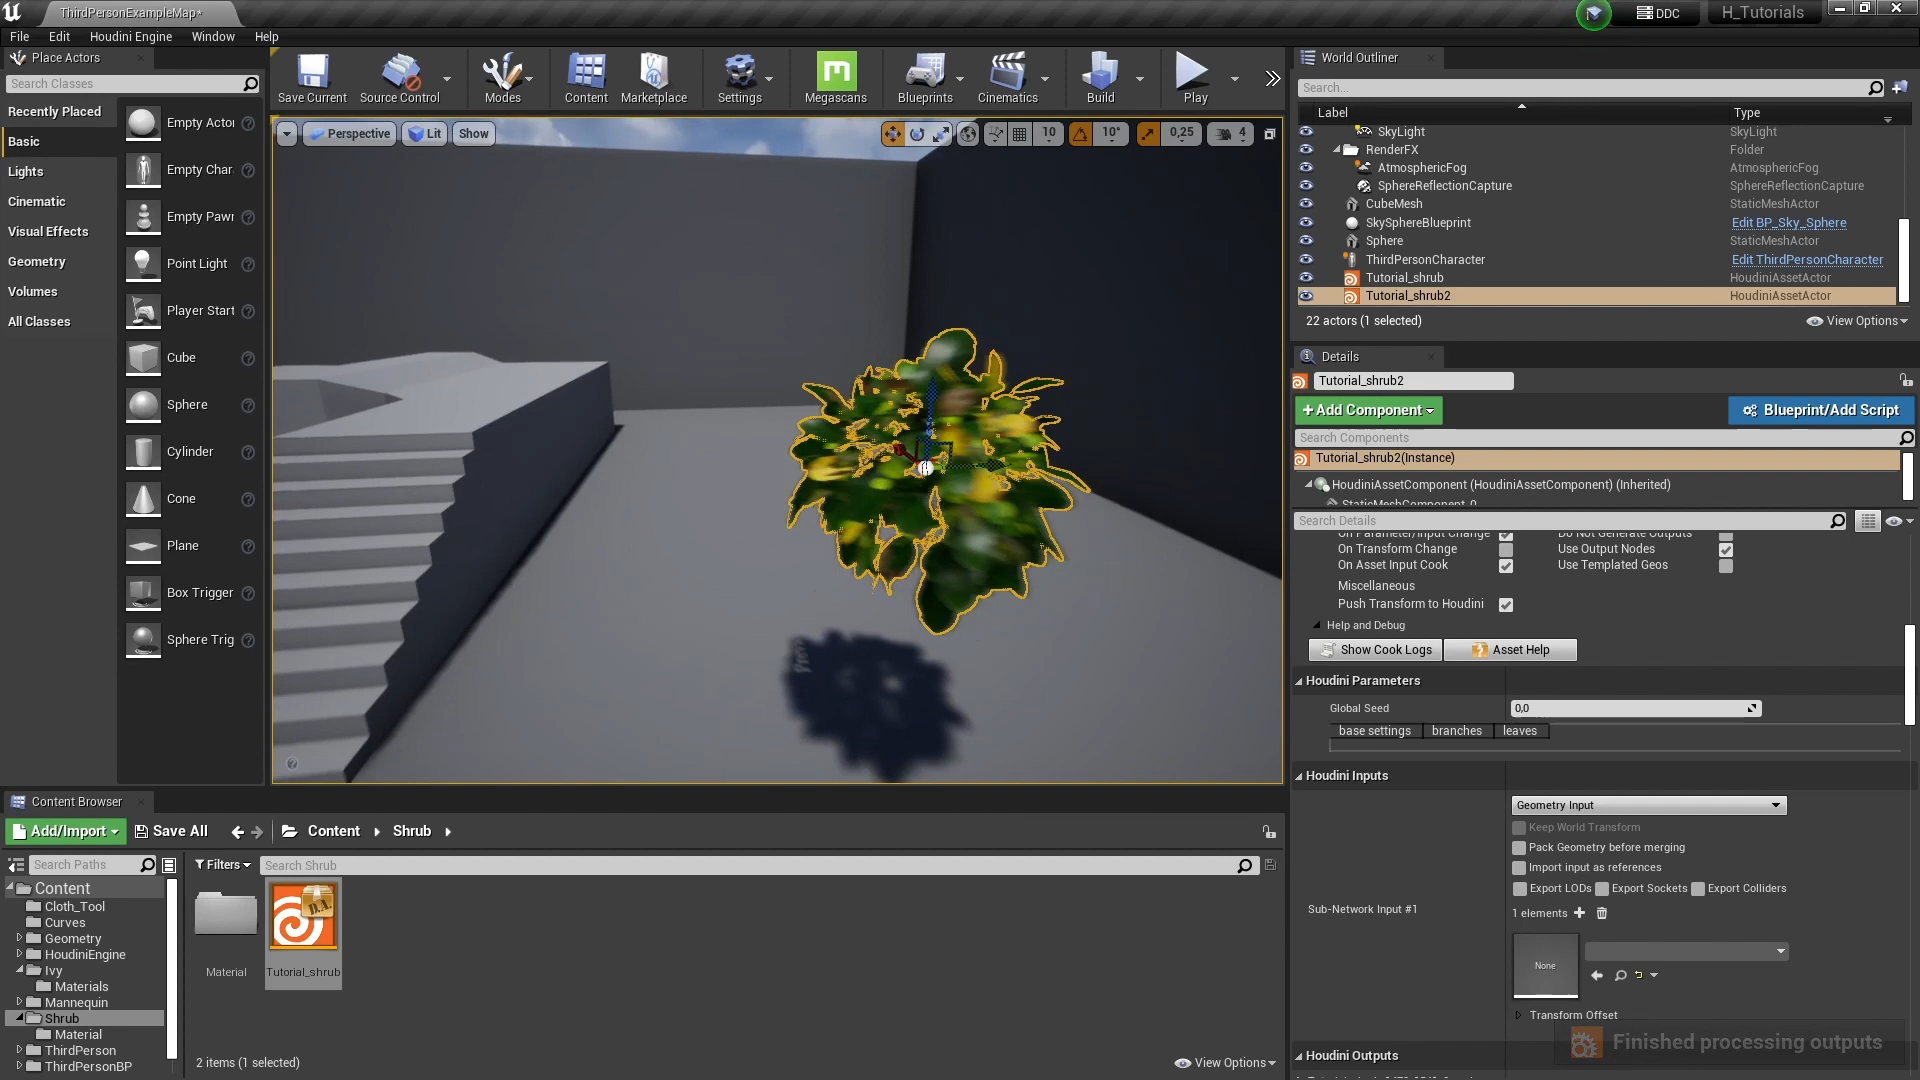 ThirdPersonExampleMap*
DDC
H_Tutorials
File Edit Houdini Engine Window Help
Place Actors
Search Classes
Recently Placed
Basic
Lights
Cinematic
Visual Effects
Geometry
Volumes
All Classes
Empty Acto
Empty Char
Empty Pawn
Point Light
Player Start
Cube
Sphere
Cylinder
Cone
Plane
Box Trigger
Sphere Trig
Save Current
Source Control
Modes
Content
Marketplace
Settings
Megascans
Blueprints
Cinematics
Build
Play
Perspective
Lit
Show
10
10°
0,25
4
World Outliner
Search...
Label Type
SkyLight SkyLight
RenderFX Folder
AtmosphericFog AtmosphericFog
SphereReflectionCapture SphereReflectionCapture
CubeMesh StaticMeshActor
SkySphereBlueprint Edit BP_Sky_Sphere
Sphere StaticMeshActor
ThirdPersonCharacter Edit ThirdPersonCharacter
Tutorial_shrub HoudiniAssetActor
Tutorial_shrub2 HoudiniAssetActor
22 actors (1 selected) View Options
Details
Tutorial_shrub2
+Add Component Blueprint/Add Script
Search Components
Tutorial_shrub2(Instance)
HoudiniAssetComponent (HoudiniAssetComponent) (Inherited)
StaticMeshComponent_0
Search Details
On Parameter/Input Change Do Not Generate Outputs
On Transform Change Use Output Nodes
On Asset Input Cook Use Templated Geos
Miscellaneous
Push Transform to Houdini
Help and Debug
Show Cook Logs Asset Help
Houdini Parameters
Global Seed 0,0
base settings branches leaves
Houdini Inputs
Geometry Input
Keep World Transform
Pack Geometry before merging
Import input as references
Export LODs Export Sockets Export Colliders
Sub-Network Input #1 1 elements
None
Transform Offset
Finished processing outputs
Houdini Outputs
Content Browser
Add/Import Save All Content Shrub
Search Paths
Filters Search Shrub
Content
Cloth_Tool
Curves
Geometry
HoudiniEngine
Ivy
Materials
Mannequin
Shrub
Material
ThirdPerson
ThirdPersonBP
Material
Tutorial_shrub
2 items (1 selected) View Options